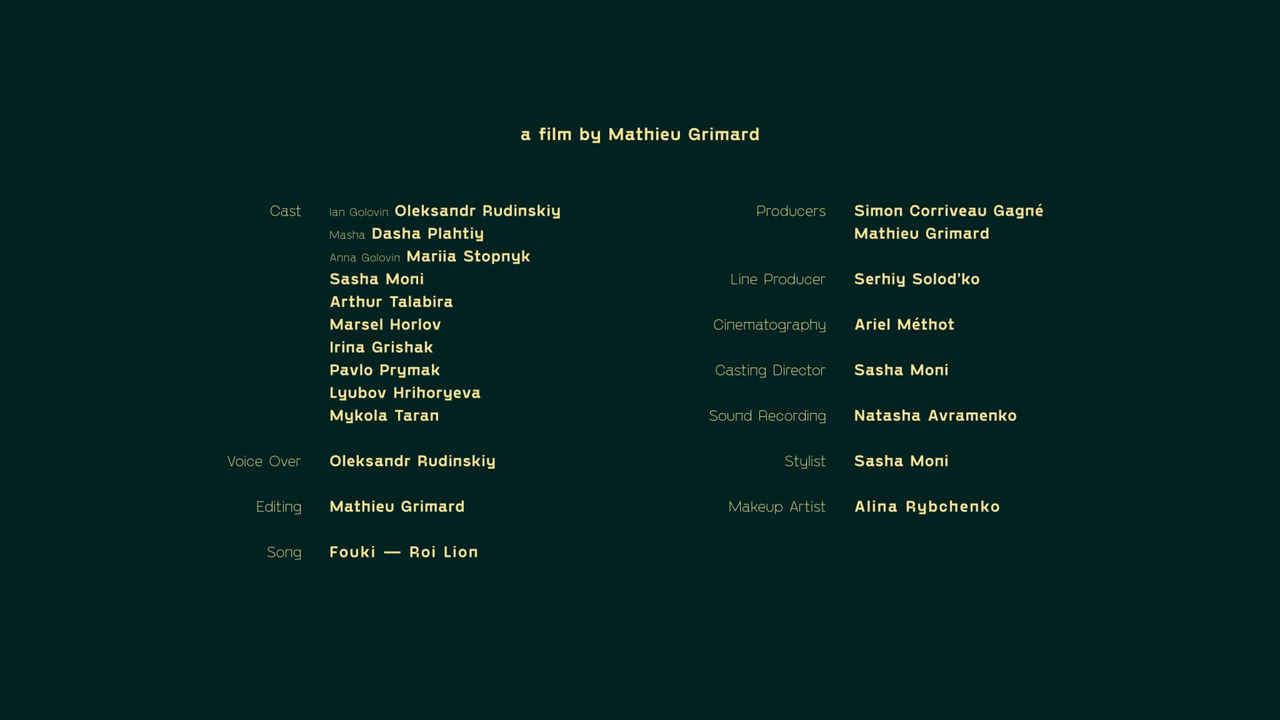 a film by Mathieu Grimard
Cast Ian Golovin Oleksandr Rudinskiy
Masha Dasha Plahtiy
Anna Golovin Mariia Stopnyk
Sasha Moni
Arthur Talabira
Marsel Horlov
Irina Grishak
Pavlo Prymak
Lyubov Hrihoryeva
Mykola Taran
Voice Over Oleksandr Rudinskiy
Editing Mathieu Grimard
Song Fouki — Roi Lion
Producers Simon Corriveau Gagné
Mathieu Grimard
Line Producer Serhiy Solod'ko
Cinematography Ariel Méthot
Casting Director Sasha Moni
Sound Recording Natasha Avramenko
Stylist Sasha Moni
Makeup Artist Alina Rybchenko